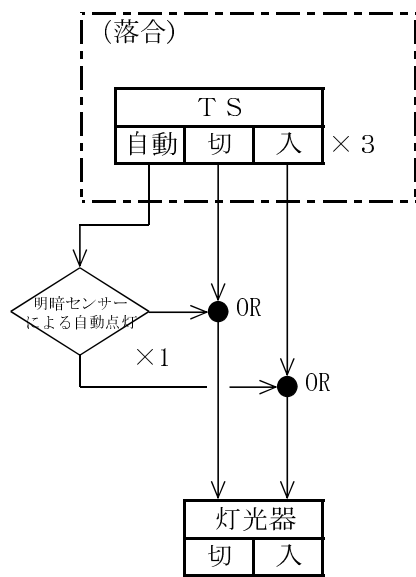 (落合)
ＴＳ
自動 切 入 ×3
明暗センサー
による自動点灯
×1
OR
OR
灯光器
切 入